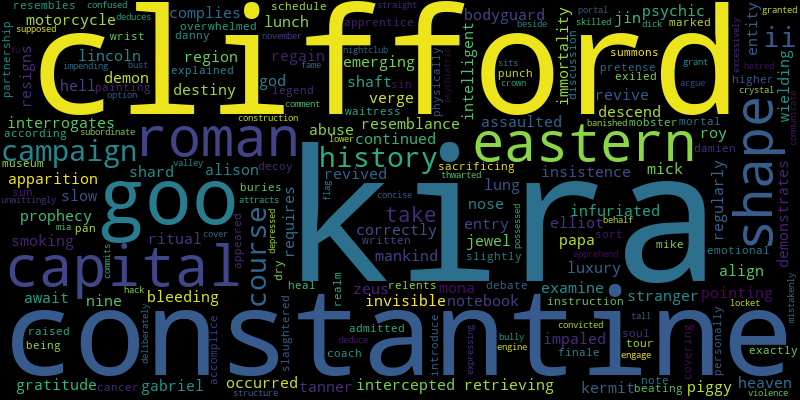 resembles confused deduces complies overwhelmed schedule apprentice straight bodyguard psychic portal dick skilled marked granted
supposed motorcycle danny lunch jin entity ii
partnership resigns wrist lincoln region explained regain emerging intelligent immortality discussion summons excessively hatred higher wielding
clifford
impending bust november nightclub physically psychiatric sits beside punch crown pretense exiled grant argue crystal communicate
hell painting demon option destiny god legend sin shaft verge revive descend
comment waitress construction subordinate assaulted banished mobster mortal
interrogates according roman abuse resemblance eastern roy damien
campaign lower continued mick shape
museum valley decoy history sacrificing
apparition shard alison revived thwarted lung insistence
sun slow buries concise nose possessed infuriated regularly demonstrates
unwittingly prophecy goo attracts requires flag take correctly entry elliot behalf
mia pan cover written jewel papa sort mike
smoking ritual course depressed kira mankind slightly luxury apprehend emotional
capital appeared dry realm zeus relents debate examine align
commits heal mona
await nine hack bleeding invisible notebook instruction stranger pointing
constantine
raised deliberately slaughtered admitted bully convicted tall locket mistakenly
being accomplice deduce introduce expressing engine impaled soul tour covering personally exactly
coach finale engage
gratitude cancer gabriel occurred tanner intercepted retrieving kermit note beating piggy heaven
structure violence